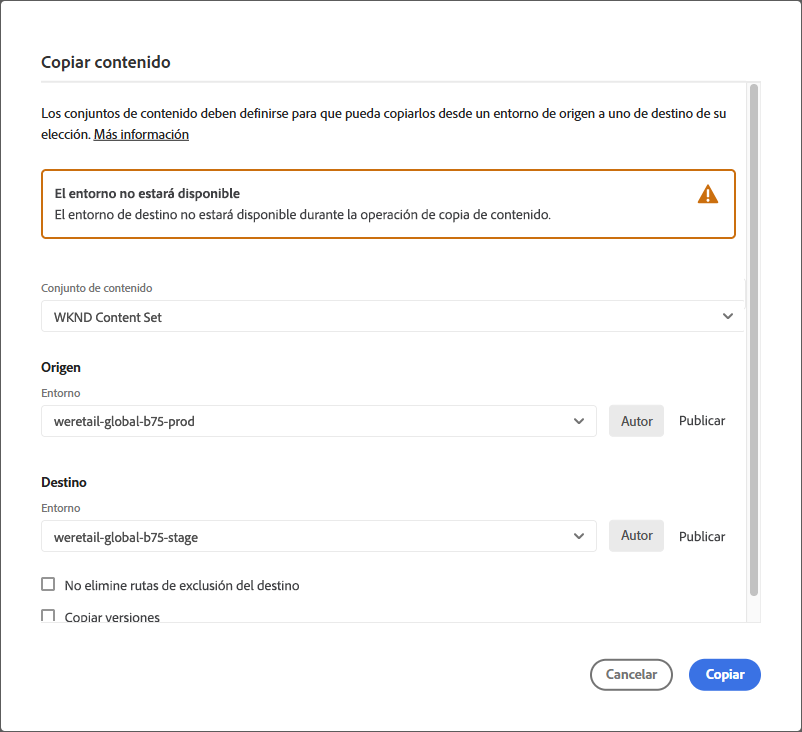 Copiar contenido
Los conjuntos de contenido deben definirse para que pueda copiarlos desde un entorno de origen a uno de destino de su
elección. Más información
El entorno no estará disponible
El entorno de destino no estará disponible durante la operación de copia de contenido.
Conjunto de contenido
WKND Content Set
Origen
Entorno
weretail-global-b75-prod
Autor Publicar
Destino
Entorno
weretail-global-b75-stage
Autor Publicar
No elimine rutas de exclusión del destino
Copiar versiones
Cancelar Copiar